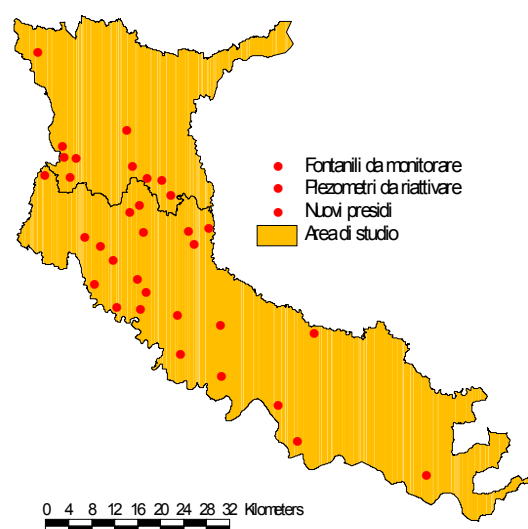 Fontanili da monitorare
Piezometri da riattivare
Nuovi presidi
Area di studio
0 4 8 12 16 20 24 28 32 Kilometers